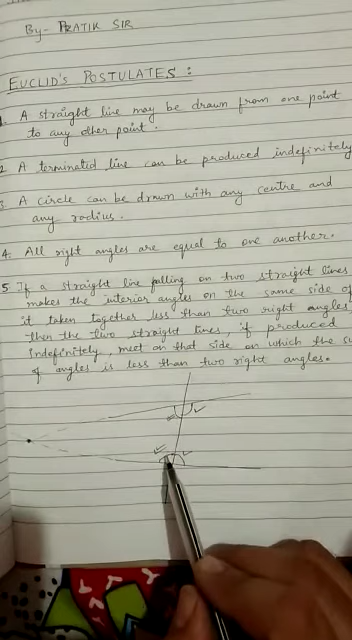 By- PRATIK SIR
EUCLID'S POSTULATES :
1. A straight line may be drawn from one point
to any other point.
2 A terminated line can be produced indefinitely
3 A circle can be drawn with any centre and
any radius.
4. All right angles are equal to one another.
5 If a straight line falling on two straight lines
makes the interior angles on the same side of
it taken together less than two right angles
then the two straight lines, if produced
indefinitely, meet on that side on which the su
of angles is less than two right angles.